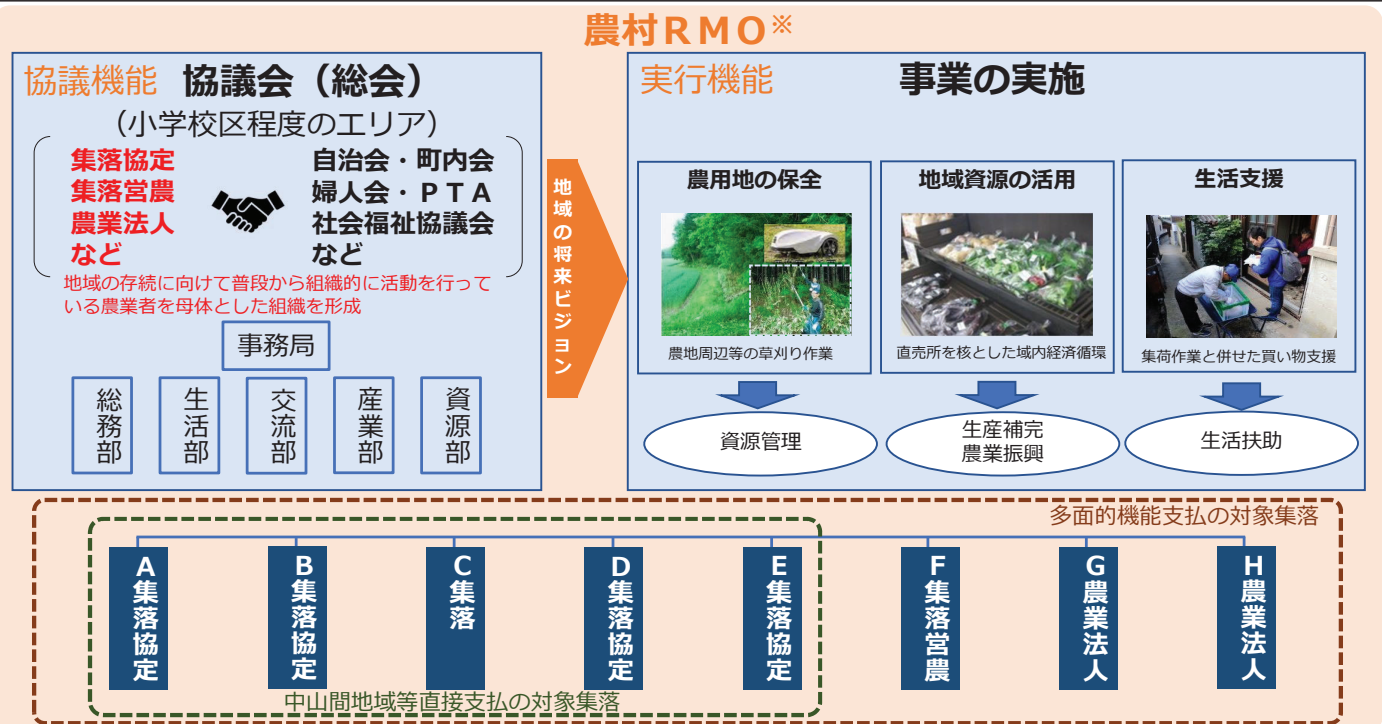 農村ＲＭＯ※
協議機能 協議会（総会）
（小学校区程度のエリア）
集落協定
集落営農
農業法人
など
自治会・町内会
婦人会・ＰＴＡ
社会福祉協議会
など
地域の存続に向けて普段から組織的に活動を行って
いる農業者を母体とした組織を形成
事務局
総務部
生活部
交流部
産業部
資源部
地域の将来ビジョン
実行機能 事業の実施
農用地の保全
農地周辺等の草刈り作業
資源管理
地域資源の活用
直売所を核とした域内経済循環
生産補完
農業振興
生活支援
集荷作業と併せた買い物支援
生活扶助
多面的機能支払の対象集落
A集落協定
B集落協定
C集落
D集落協定
E集落協定
F集落営農
G農業法人
H農業法人
中山間地域等直接支払の対象集落